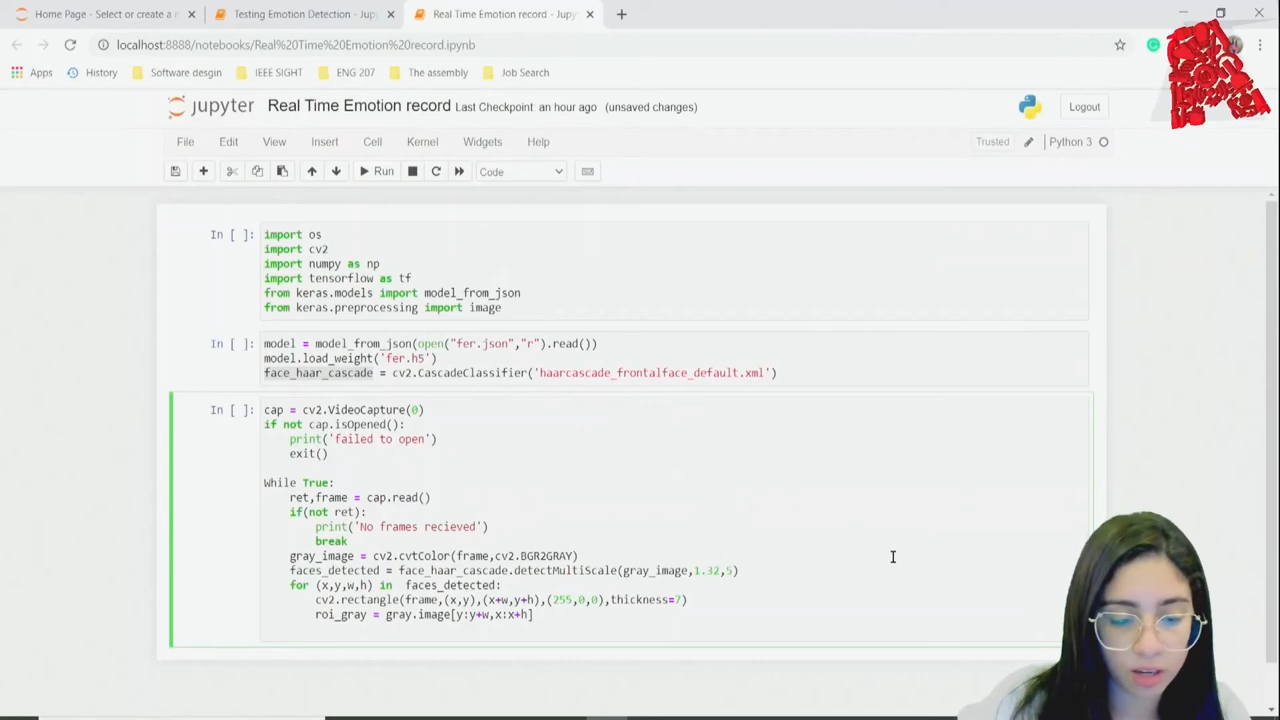 Home Page - Select or create a n
Testing Emotion Detection - Jup
Real Time Emotion record - Jupy
localhost:8888/notebooks/Real%20Time%20Emotion%20record.ipynb
Apps
History
Software desgin
IEEE SIGHT
ENG 207
The assembly
Job Search
jupyter
Real Time Emotion record
Last Checkpoint an hour ago (unsaved changes)
Logout
File
Edit
View
Insert
Cell
Kernel
Widgets
Help
Trusted
Python 3
Run
Code
In [ ]:
import os
import cv2
import numpy as np
import tensorflow as tf
from keras.models import model_from_json
from keras.preprocessing import image
In [ ]:
model = model_from_json(open("fer.json","r").read())
model.load_weight('fer.h5')
face_haar_cascade = cv2.CascadeClassifier('haarcascade_frontalface_default.xml')
In [ ]:
cap = cv2.VideoCapture(0)
if not cap.isOpened():
print('failed to open')
exit()
While True:
ret,frame = cap.read()
if(not ret):
print('No frames recieved')
break
gray_image = cv2.cvtColor(frame,cv2.BGR2GRAY)
faces_detected = face_haar_cascade.detectMultiScale(gray_image,1.32,5)
for (x,y,w,h) in faces_detected:
cv2.rectangle(frame,(x,y),(x+w,y+h),(255,0,0),thickness=7)
roi_gray = gray.image[y:y+w,x:x+h]